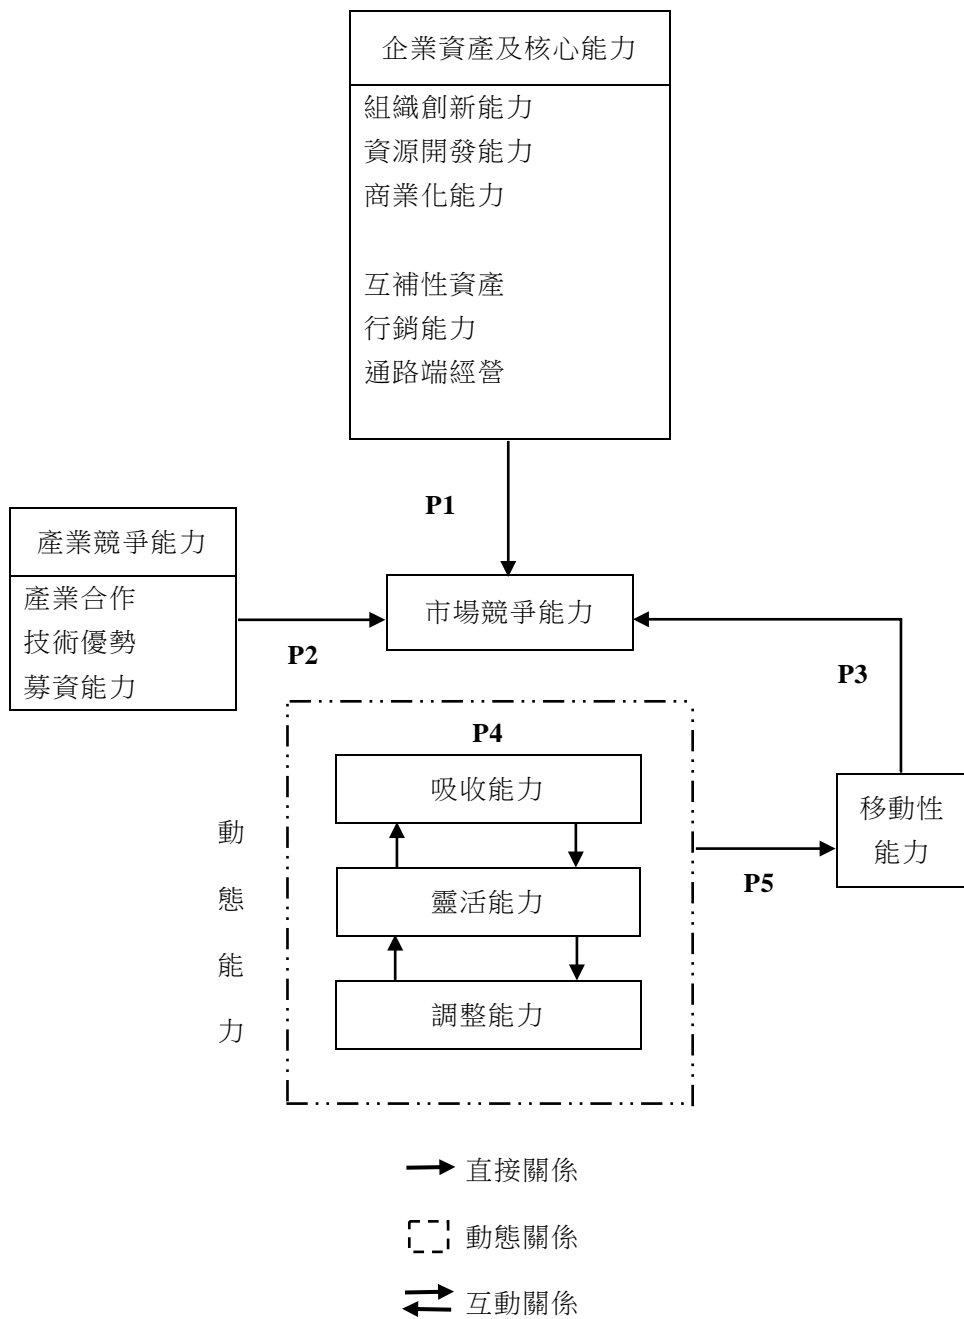 企業資產及核心能力
組織創新能力
資源開發能力
商業化能力
互補性資產
行銷能力
通路端經營
P1
產業競爭能力
產業合作
技術優勢
募資能力
P2
市場競爭能力
P3
P4
吸收能力
靈活能力
調整能力
動
態
能
力
P5
移動性
能力
直接關係
動態關係
互動關係